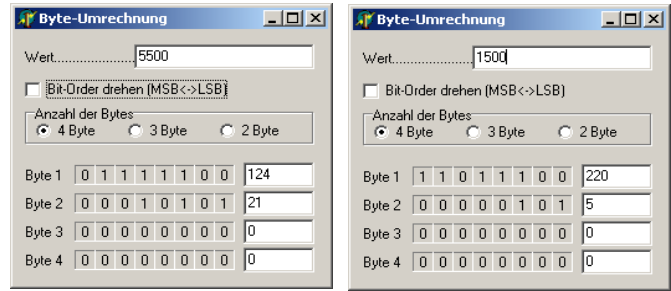 Byte-Umrechnung
Wert.....................5500
Bit-Order drehen (MSB<->LSB)
Anzahl der Bytes
4 Byte 3 Byte 2 Byte
Byte 1 0 1 1 1 1 1 0 0 124
Byte 2 0 0 0 1 0 1 0 1 21
Byte 3 0 0 0 0 0 0 0 0 0
Byte 4 0 0 0 0 0 0 0 0 0
Byte-Umrechnung
Wert.....................1500
Bit-Order drehen (MSB<->LSB)
Anzahl der Bytes
4 Byte 3 Byte 2 Byte
Byte 1 1 1 0 1 1 1 0 0 220
Byte 2 0 0 0 0 0 1 0 1 5
Byte 3 0 0 0 0 0 0 0 0 0
Byte 4 0 0 0 0 0 0 0 0 0